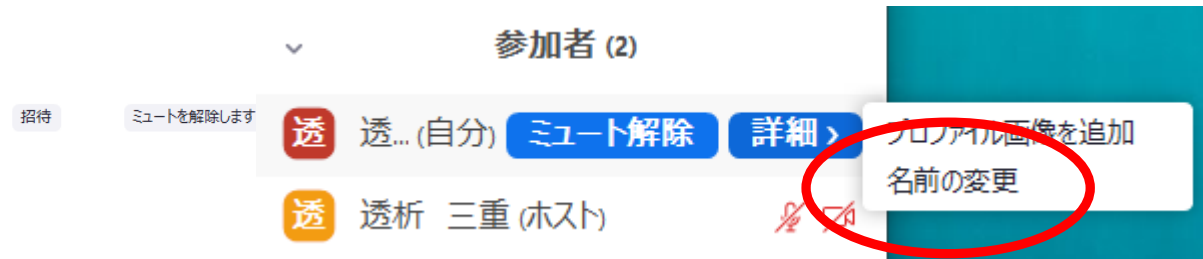 参加者 (2)
招待 ミュートを解除します
透 透... (自分) ミュート解除 詳細 >
プロファイル画像を追加
名前の変更
透 透析 三重 (ホスト)